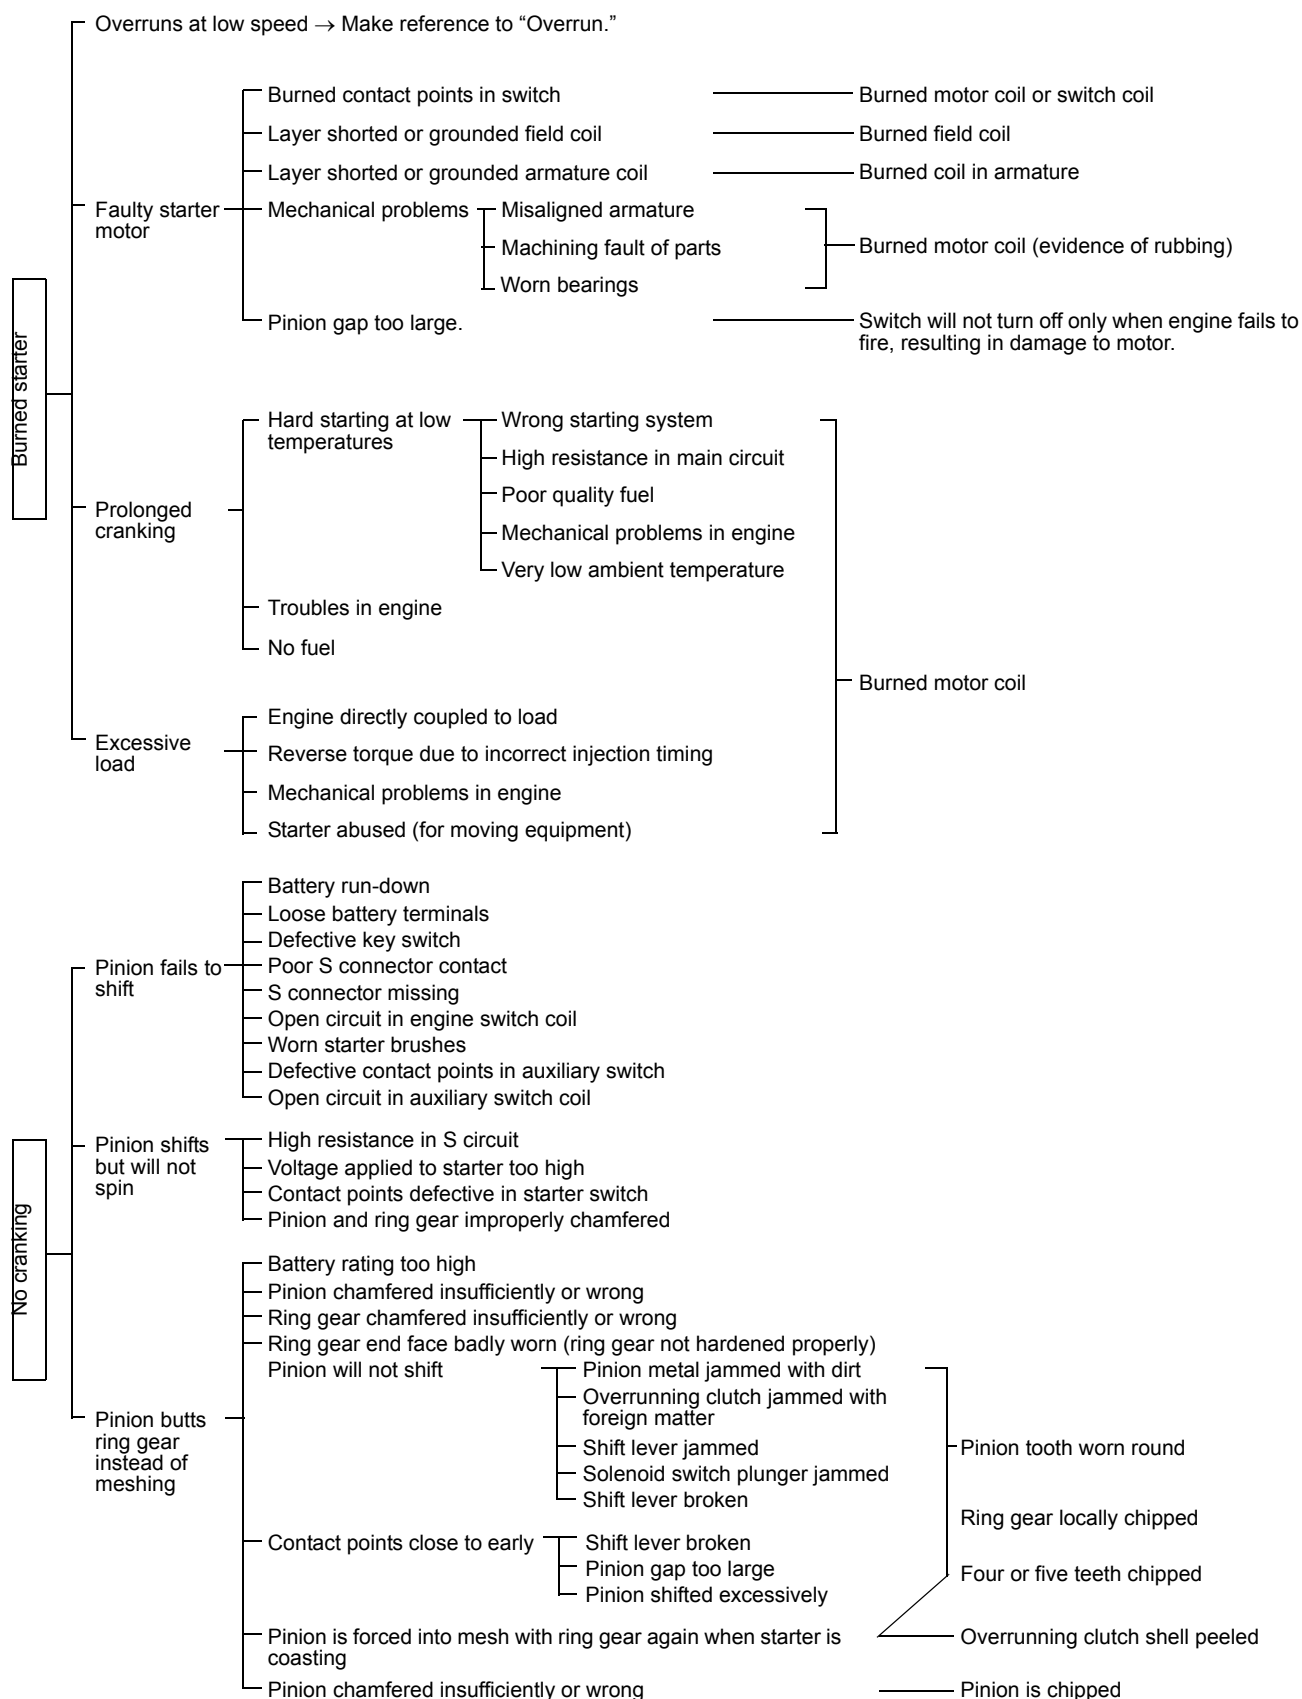 Overruns at low speed → Make reference to “Overrun.”
Burned starter
Faulty starter
motor
Burned contact points in switch
Burned motor coil or switch coil
Layer shorted or grounded field coil
Burned field coil
Layer shorted or grounded armature coil
Burned coil in armature
Mechanical problems
Misaligned armature
Machining fault of parts
Worn bearings
Burned motor coil (evidence of rubbing)
Pinion gap too large.
Switch will not turn off only when engine fails to
fire, resulting in damage to motor.
Prolonged
cranking
Hard starting at low
temperatures
Wrong starting system
High resistance in main circuit
Poor quality fuel
Mechanical problems in engine
Very low ambient temperature
Troubles in engine
No fuel
Burned motor coil
Excessive
load
Engine directly coupled to load
Reverse torque due to incorrect injection timing
Mechanical problems in engine
Starter abused (for moving equipment)
No cranking
Pinion fails to
shift
Battery run-down
Loose battery terminals
Defective key switch
Poor S connector contact
S connector missing
Open circuit in engine switch coil
Worn starter brushes
Defective contact points in auxiliary switch
Open circuit in auxiliary switch coil
Pinion shifts
but will not
spin
High resistance in S circuit
Voltage applied to starter too high
Contact points defective in starter switch
Pinion and ring gear improperly chamfered
Pinion butts
ring gear
instead of
meshing
Battery rating too high
Pinion chamfered insufficiently or wrong
Ring gear chamfered insufficiently or wrong
Ring gear end face badly worn (ring gear not hardened properly)
Pinion will not shift
Pinion metal jammed with dirt
Overrunning clutch jammed with
foreign matter
Shift lever jammed
Solenoid switch plunger jammed
Shift lever broken
Pinion tooth worn round
Ring gear locally chipped
Contact points close to early
Shift lever broken
Pinion gap too large
Pinion shifted excessively
Four or five teeth chipped
Pinion is forced into mesh with ring gear again when starter is
coasting
Overrunning clutch shell peeled
Pinion chamfered insufficiently or wrong
Pinion is chipped